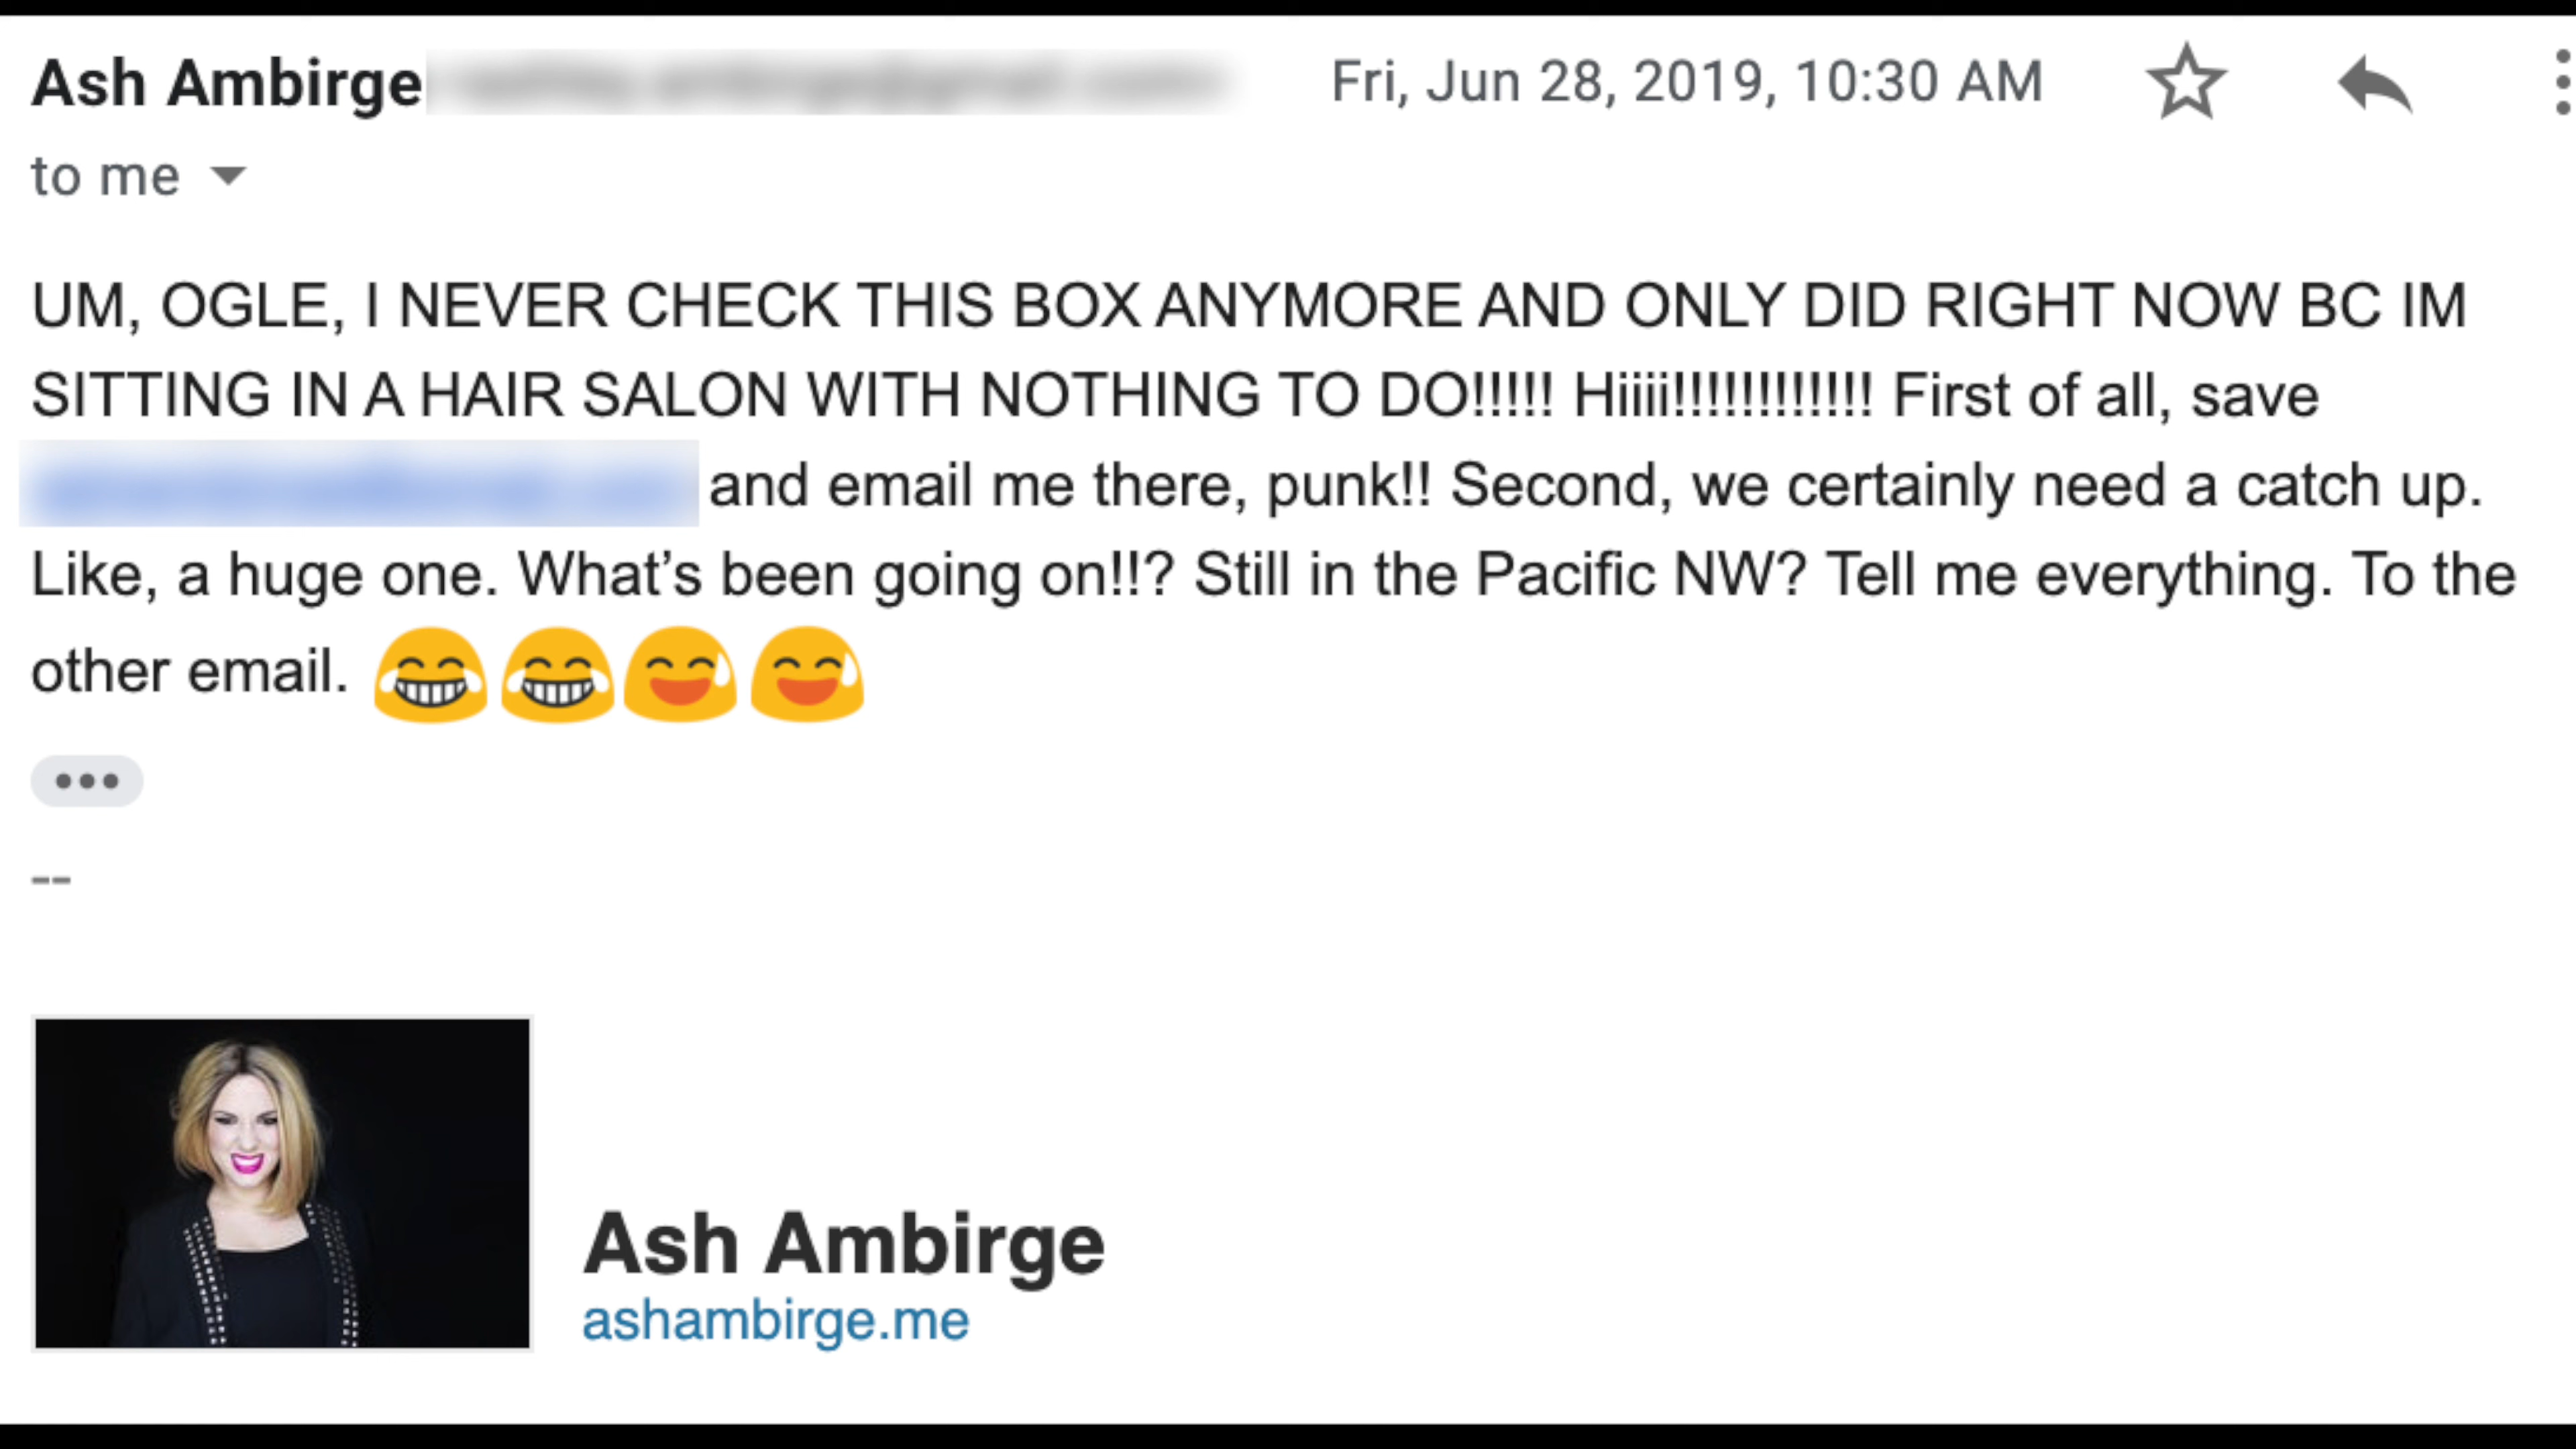 Ash Ambirge Fri, Jun 28, 2019, 10:30 AM
to me
UM, OGLE, I NEVER CHECK THIS BOX ANYMORE AND ONLY DID RIGHT NOW BC IM
SITTING IN A HAIR SALON WITH NOTHING TO DO!!!!! Hiiii!!!!!!!!!!!! First of all, save
and email me there, punk!! Second, we certainly need a catch up.
Like, a huge one. What’s been going on!!? Still in the Pacific NW? Tell me everything. To the
other email. 😂😂😅😅
--
Ash Ambirge
ashambirge.me